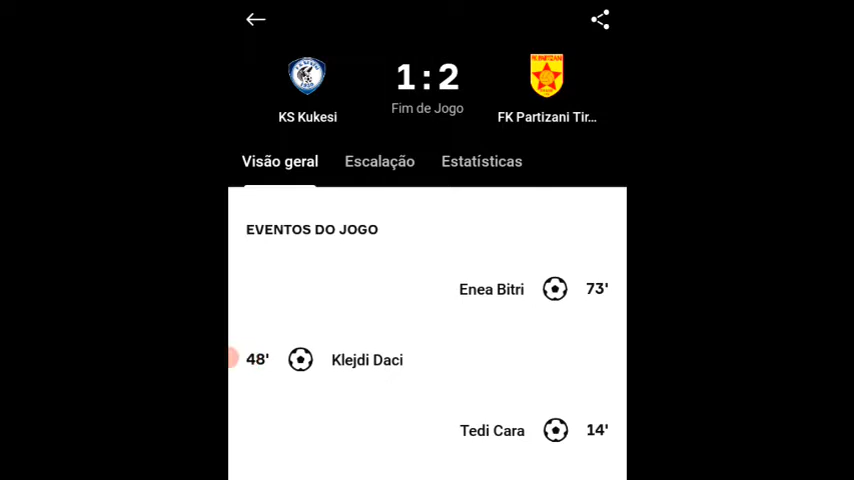 1:2
Fim de Jogo
KS Kukesi
FK Partizani Tir...
Visão geral Escalação Estatísticas
EVENTOS DO JOGO
Enea Bitri 73'
48' Klejdi Daci
Tedi Cara 14'